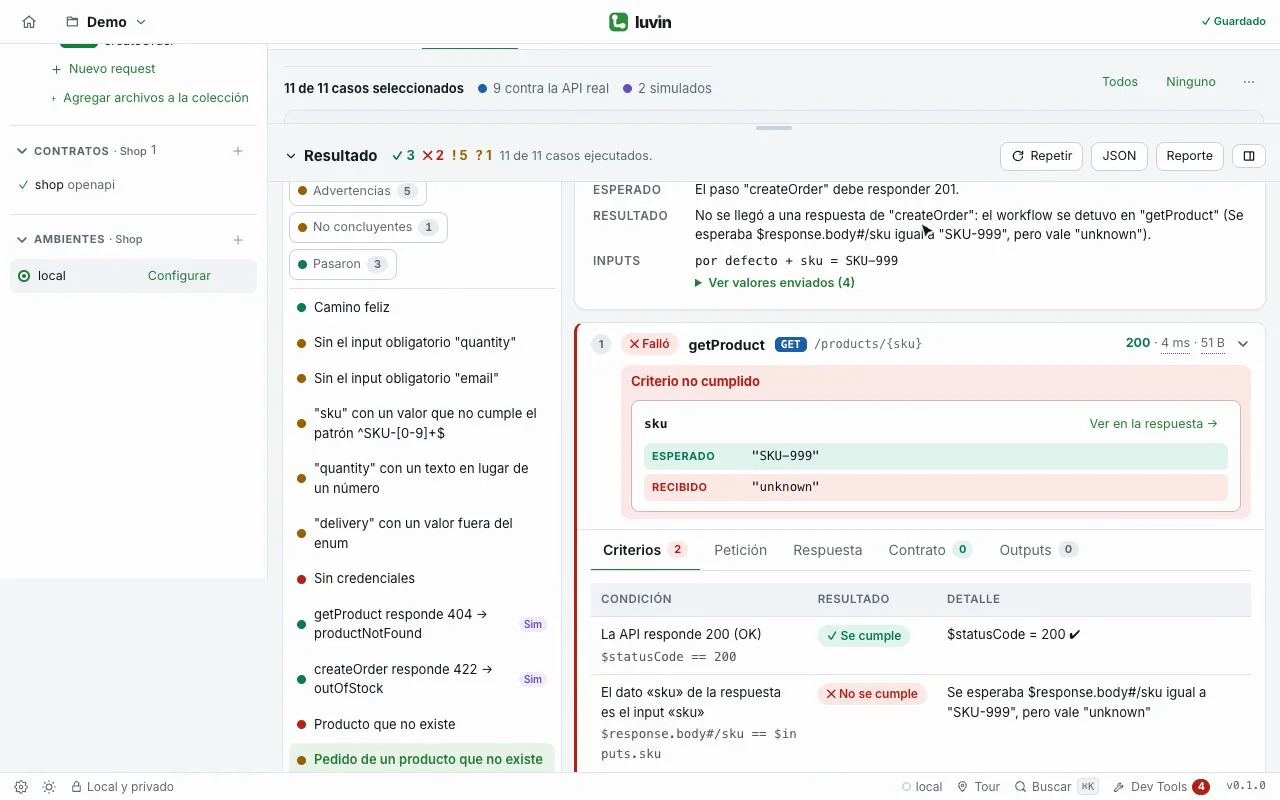 Demo
luvin
Guardado
createOrder
+ Nuevo request
+ Agregar archivos a la colección
CONTRATOS · Shop 1 +
shop openapi
AMBIENTES · Shop +
local Configurar
11 de 11 casos seleccionados 9 contra la API real 2 simulados
Todos Ninguno ···
Resultado ✓ 3 ✕ 2 ! 5 ? 1 11 de 11 casos ejecutados.
Repetir JSON Reporte
Advertencias 5
No concluyentes 1
Pasaron 3
Camino feliz
Sin el input obligatorio "quantity"
Sin el input obligatorio "email"
"sku" con un valor que no cumple el
patrón ^SKU-[0-9]+$
"quantity" con un texto en lugar de
un número
"delivery" con un valor fuera del
enum
Sin credenciales
getProduct responde 404 →
productNotFound Sim
createOrder responde 422 →
outOfStock Sim
Producto que no existe
Pedido de un producto que no existe
ESPERADO El paso "createOrder" debe responder 201.
RESULTADO No se llegó a una respuesta de "createOrder": el workflow se detuvo en "getProduct" (Se
esperaba $response.body#/sku igual a "SKU-999", pero vale "unknown").
INPUTS por defecto + sku = SKU-999
Ver valores enviados (4)
1 ✕ Falló getProduct GET /products/{sku} 200 · 4 ms · 51 B
Criterio no cumplido
sku Ver en la respuesta →
ESPERADO "SKU-999"
RECIBIDO "unknown"
Criterios 2 Petición Respuesta Contrato 0 Outputs 0
CONDICIÓN RESULTADO DETALLE
La API responde 200 (OK) ✓ Se cumple $statusCode = 200 ✔
$statusCode == 200
El dato «sku» de la respuesta ✕ No se cumple Se esperaba $response.body#/sku igual a
es el input «sku» "SKU-999", pero vale "unknown"
$response.body#/sku == $in
puts.sku
Local y privado
local Tour Buscar ⌘K Dev Tools 4 v0.1.0